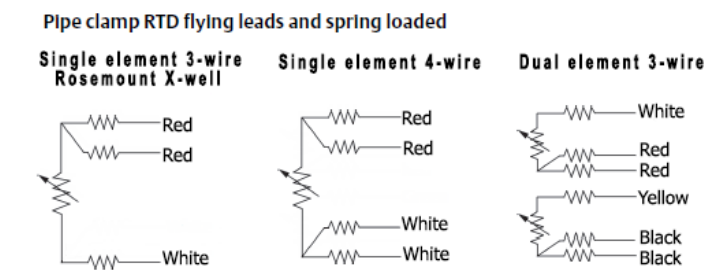 Pipe clamp RTD flying leads and spring loaded
Single element 3-wire
Rosemount X-well
Red
Red
White
Single element 4-wire
Red
Red
White
White
Dual element 3-wire
White
Red
Red
Yellow
Black
Black